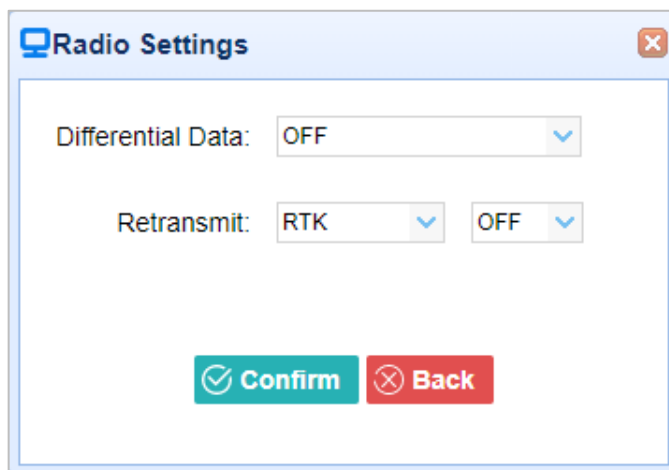 Radio Settings
Differential Data: OFF
Retransmit: RTK OFF
Confirm Back